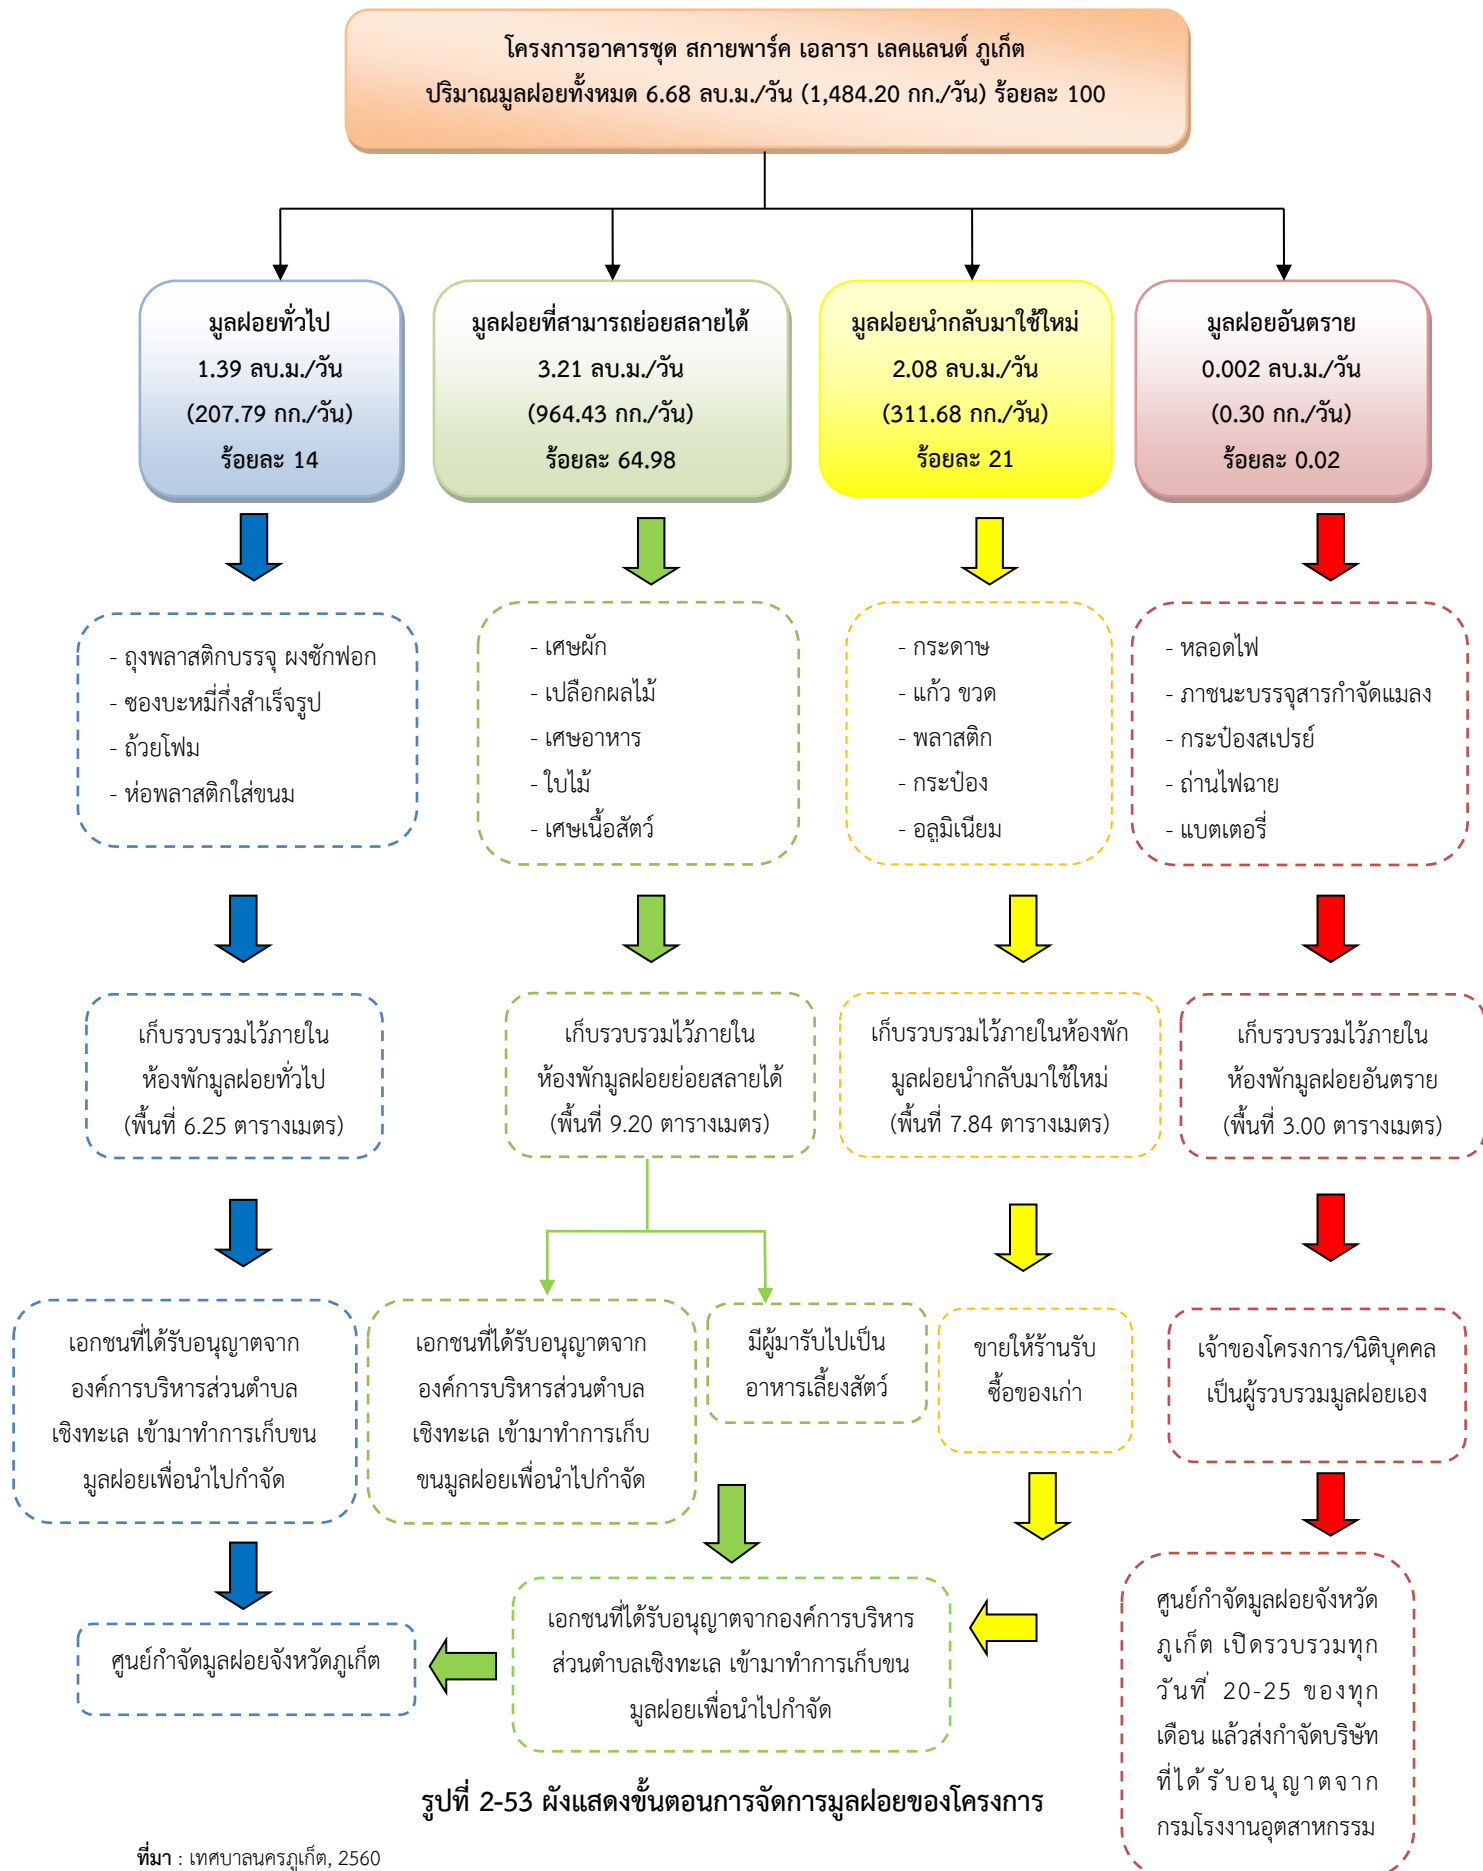 โครงการอาคารชุด สกายพาร์ค เอลารา เลคแลนด์ ภูเก็ต
ปริมาณมูลฝอยทั้งหมด 6.68 ลบ.ม./วัน (1,484.20 กก./วัน) ร้อยละ 100
มูลฝอยทั่วไป
1.39 ลบ.ม./วัน
(207.79 กก./วัน)
ร้อยละ 14
มูลฝอยที่สามารถย่อยสลายได้
3.21 ลบ.ม./วัน
(964.43 กก./วัน)
ร้อยละ 64.98
มูลฝอยนำกลับมาใช้ใหม่
2.08 ลบ.ม./วัน
(311.68 กก./วัน)
ร้อยละ 21
มูลฝอยอันตราย
0.002 ลบ.ม./วัน
(0.30 กก./วัน)
ร้อยละ 0.02
- ถุงพลาสติกบรรจุ ผงซักฟอก
- ซองบะหมี่กึ่งสำเร็จรูป
- ถ้วยโฟม
- ห่อพลาสติกใส่ขนม
- เศษผัก
- เปลือกผลไม้
- เศษอาหาร
- ใบไม้
- เศษเนื้อสัตว์
- กระดาษ
- แก้ว ขวด
- พลาสติก
- กระป๋อง
- อลูมิเนียม
- หลอดไฟ
- ภาชนะบรรจุสารกำจัดแมลง
- กระป๋องสเปรย์
- ถ่านไฟฉาย
- แบตเตอรี่
เก็บรวบรวมไว้ภายใน
ห้องพักมูลฝอยทั่วไป
(พื้นที่ 6.25 ตารางเมตร)
เก็บรวบรวมไว้ภายใน
ห้องพักมูลฝอยย่อยสลายได้
(พื้นที่ 9.20 ตารางเมตร)
เก็บรวบรวมไว้ภายในห้องพัก
มูลฝอยนำกลับมาใช้ใหม่
(พื้นที่ 7.84 ตารางเมตร)
เก็บรวบรวมไว้ภายใน
ห้องพักมูลฝอยอันตราย
(พื้นที่ 3.00 ตารางเมตร)
เอกชนที่ได้รับอนุญาตจาก
องค์การบริหารส่วนตำบล
เชิงทะเล เข้ามาทำการเก็บขน
มูลฝอยเพื่อนำไปกำจัด
เอกชนที่ได้รับอนุญาตจาก
องค์การบริหารส่วนตำบล
เชิงทะเล เข้ามาทำการเก็บ
ขนมูลฝอยเพื่อนำไปกำจัด
มีผู้มารับไปเป็น
อาหารเลี้ยงสัตว์
ขายให้ร้านรับ
ซื้อของเก่า
เจ้าของโครงการ/นิติบุคคล
เป็นผู้รวบรวมมูลฝอยเอง
ศูนย์กำจัดมูลฝอยจังหวัดภูเก็ต
เอกชนที่ได้รับอนุญาตจากองค์การบริหาร
ส่วนตำบลเชิงทะเล เข้ามาทำการเก็บขน
มูลฝอยเพื่อนำไปกำจัด
ศูนย์กำจัดมูลฝอยจังหวัด
ภูเก็ต เปิดรวบรวมทุก
วันที่ 20-25 ของทุก
เดือน แล้วส่งกำจัดบริษัท
ที่ได้รับอนุญาตจาก
กรมโรงงานอุตสาหกรรม
รูปที่ 2-53 ผังแสดงขั้นตอนการจัดการมูลฝอยของโครงการ
ที่มา : เทศบาลนครภูเก็ต, 2560